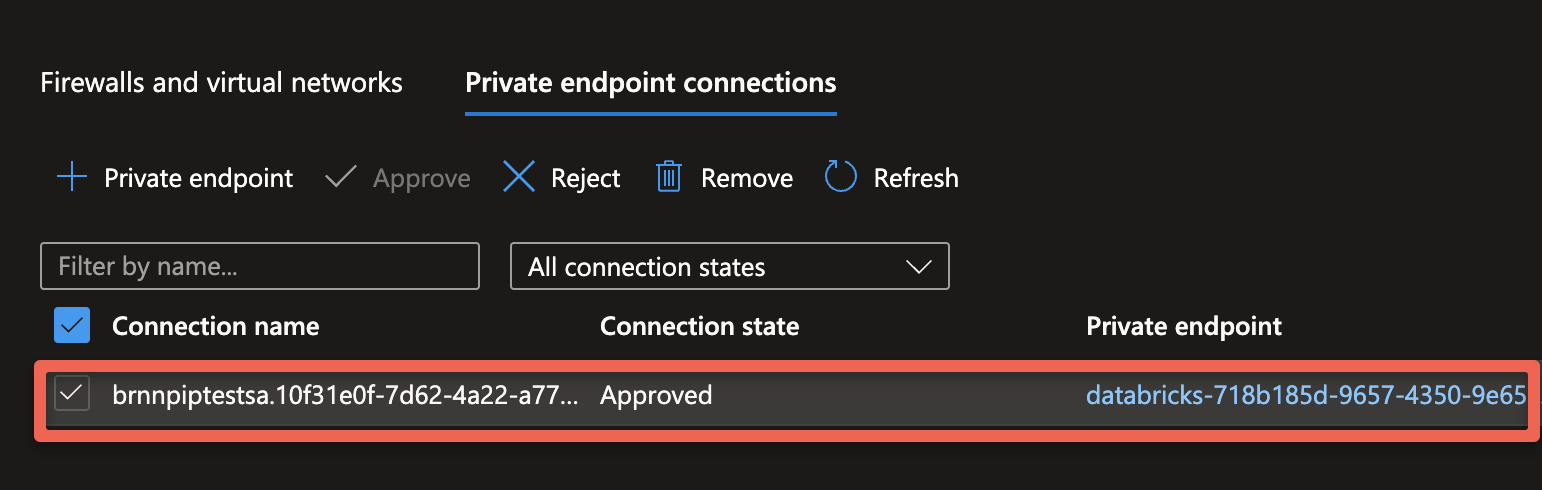 Firewalls and virtual networks Private endpoint connections
Private endpoint Approve Reject Remove Refresh
Filter by name... All connection states
Connection name Connection state Private endpoint
brnnpiptestsa.10f31e0f-7d62-4a22-a77... Approved databricks-718b185d-9657-4350-9e65